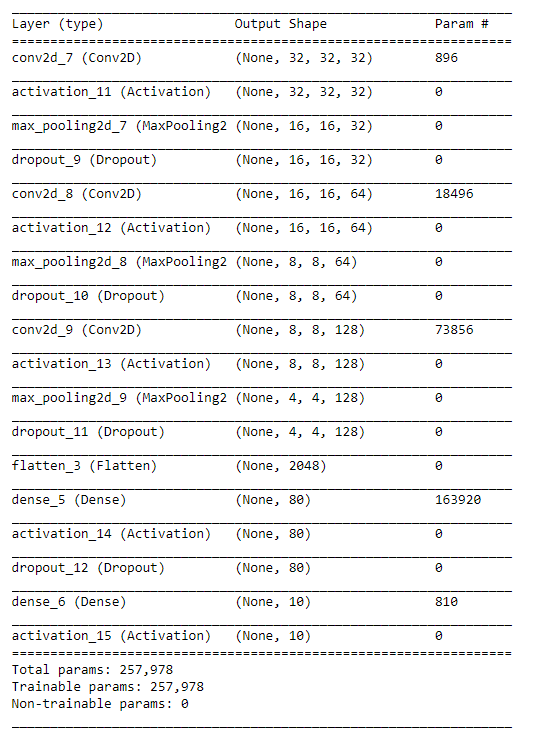 Layer (type) Output Shape Param #
conv2d_7 (Conv2D) (None, 32, 32, 32) 896
activation_11 (Activation) (None, 32, 32, 32) 0
max_pooling2d_7 (MaxPooling2 (None, 16, 16, 32) 0
dropout_9 (Dropout) (None, 16, 16, 32) 0
conv2d_8 (Conv2D) (None, 16, 16, 64) 18496
activation_12 (Activation) (None, 16, 16, 64) 0
max_pooling2d_8 (MaxPooling2 (None, 8, 8, 64) 0
dropout_10 (Dropout) (None, 8, 8, 64) 0
conv2d_9 (Conv2D) (None, 8, 8, 128) 73856
activation_13 (Activation) (None, 8, 8, 128) 0
max_pooling2d_9 (MaxPooling2 (None, 4, 4, 128) 0
dropout_11 (Dropout) (None, 4, 4, 128) 0
flatten_3 (Flatten) (None, 2048) 0
dense_5 (Dense) (None, 80) 163920
activation_14 (Activation) (None, 80) 0
dropout_12 (Dropout) (None, 80) 0
dense_6 (Dense) (None, 10) 810
activation_15 (Activation) (None, 10) 0
Total params: 257,978
Trainable params: 257,978
Non-trainable params: 0